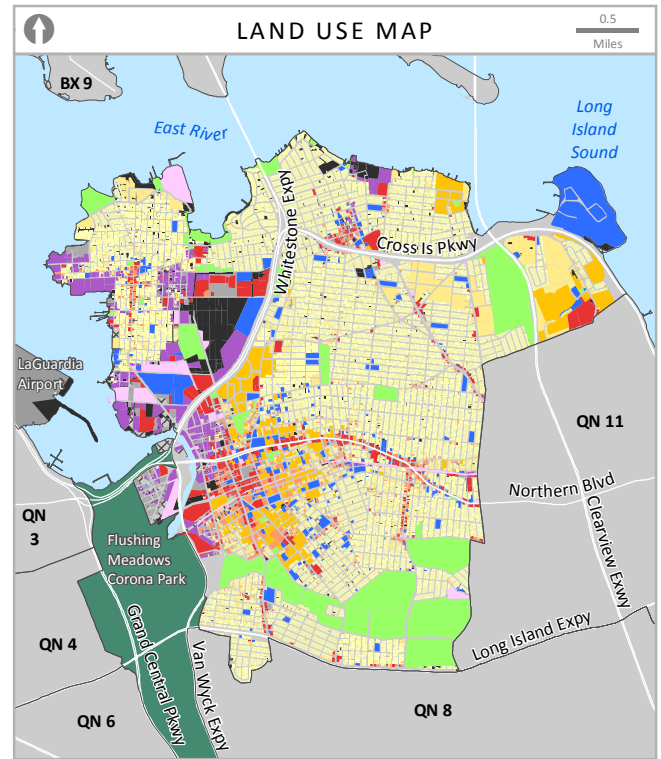 LAND USE MAP
0.5
Miles
BX 9
East River
Long
Island
Sound
Whitestone Expy
Cross Is Pkwy
LaGuardia
Airport
QN 11
Northern Blvd
QN
3
Flushing
Meadows
Corona Park
Clearview Exwy
QN 4
Grand Central Pkwy
Van Wyck Expy
Long Island Expy
QN 6
QN 8